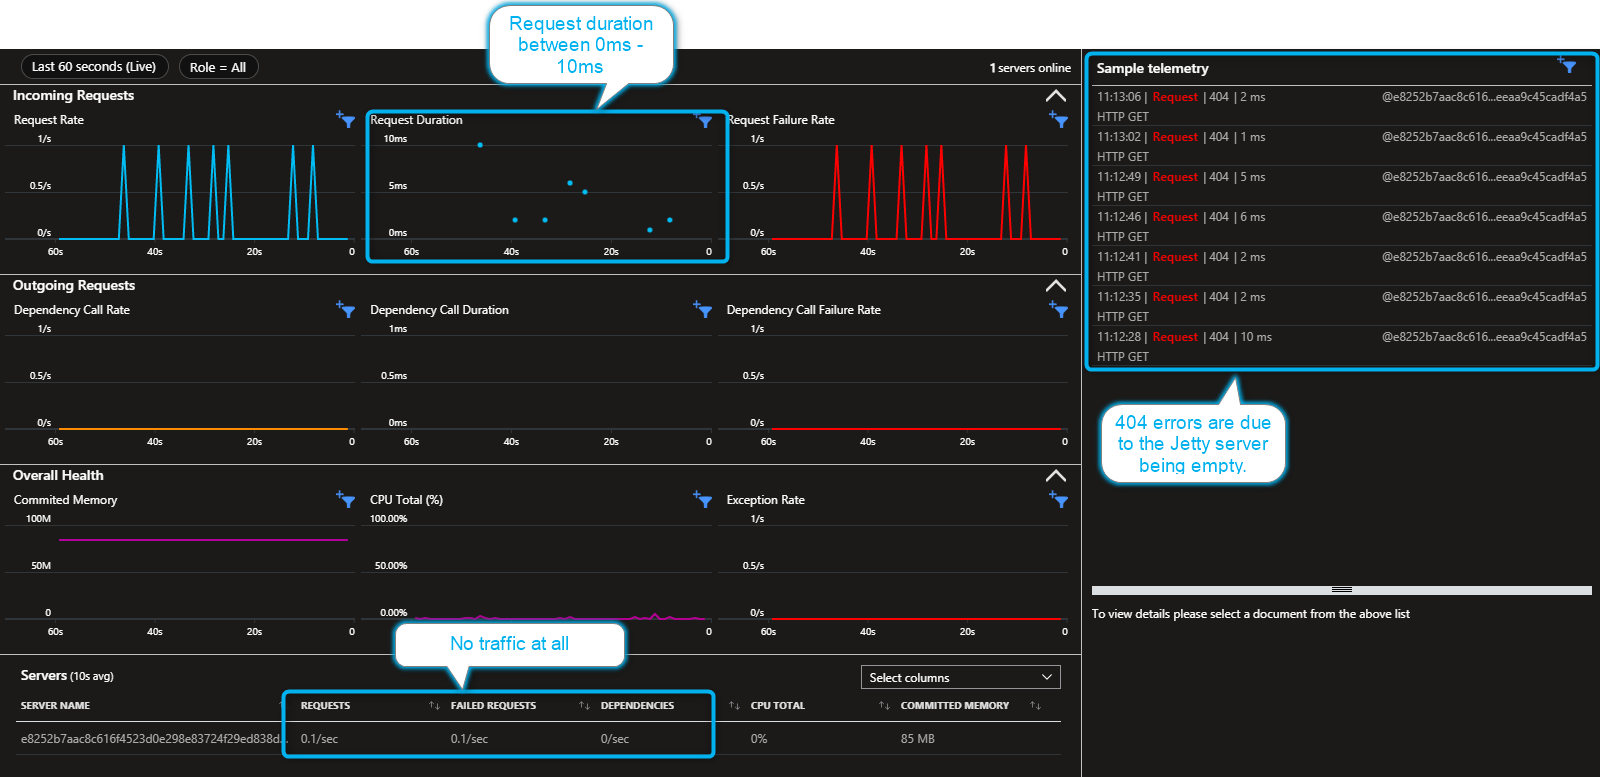 Request duration
between 0ms -
10ms
Last 60 seconds (Live)
Role = All
1 servers online
Incoming Requests
Request Rate
1/s
0.5/s
0/s
60s 40s 20s 0
Request Duration
10ms
5ms
0ms
60s 40s 20s 0
Request Failure Rate
1/s
0.5/s
0/s
60s 40s 20s 0
Outgoing Requests
Dependency Call Rate
1/s
0.5/s
0/s
60s 40s 20s 0
Dependency Call Duration
1ms
0.5ms
0ms
60s 40s 20s 0
Dependency Call Failure Rate
1/s
0.5/s
0/s
60s 40s 20s 0
Overall Health
Commited Memory
100M
50M
0
60s 40s 20s 0
CPU Total (%)
100.00%
50.00%
0.00%
0
Exception Rate
1/s
0.5/s
0/s
60s 40s 20s 0
No traffic at all
Servers (10s avg)
Select columns
SERVER NAME REQUESTS FAILED REQUESTS DEPENDENCIES CPU TOTAL COMMITTED MEMORY
e8252b7aac8c616f4523d0e298e83724f29ed838d... 0.1/sec 0.1/sec 0/sec 0% 85 MB
Sample telemetry
11:13:06 | Request | 404 | 2 ms @e8252b7aac8c616...eeaa9c45cadf4a5
HTTP GET
11:13:02 | Request | 404 | 1 ms @e8252b7aac8c616...eeaa9c45cadf4a5
HTTP GET
11:12:49 | Request | 404 | 5 ms @e8252b7aac8c616...eeaa9c45cadf4a5
HTTP GET
11:12:46 | Request | 404 | 6 ms @e8252b7aac8c616...eeaa9c45cadf4a5
HTTP GET
11:12:41 | Request | 404 | 2 ms @e8252b7aac8c616...eeaa9c45cadf4a5
HTTP GET
11:12:35 | Request | 404 | 2 ms @e8252b7aac8c616...eeaa9c45cadf4a5
HTTP GET
11:12:28 | Request | 404 | 10 ms @e8252b7aac8c616...eeaa9c45cadf4a5
HTTP GET
404 errors are due
to the Jetty server
being empty.
To view details please select a document from the above list